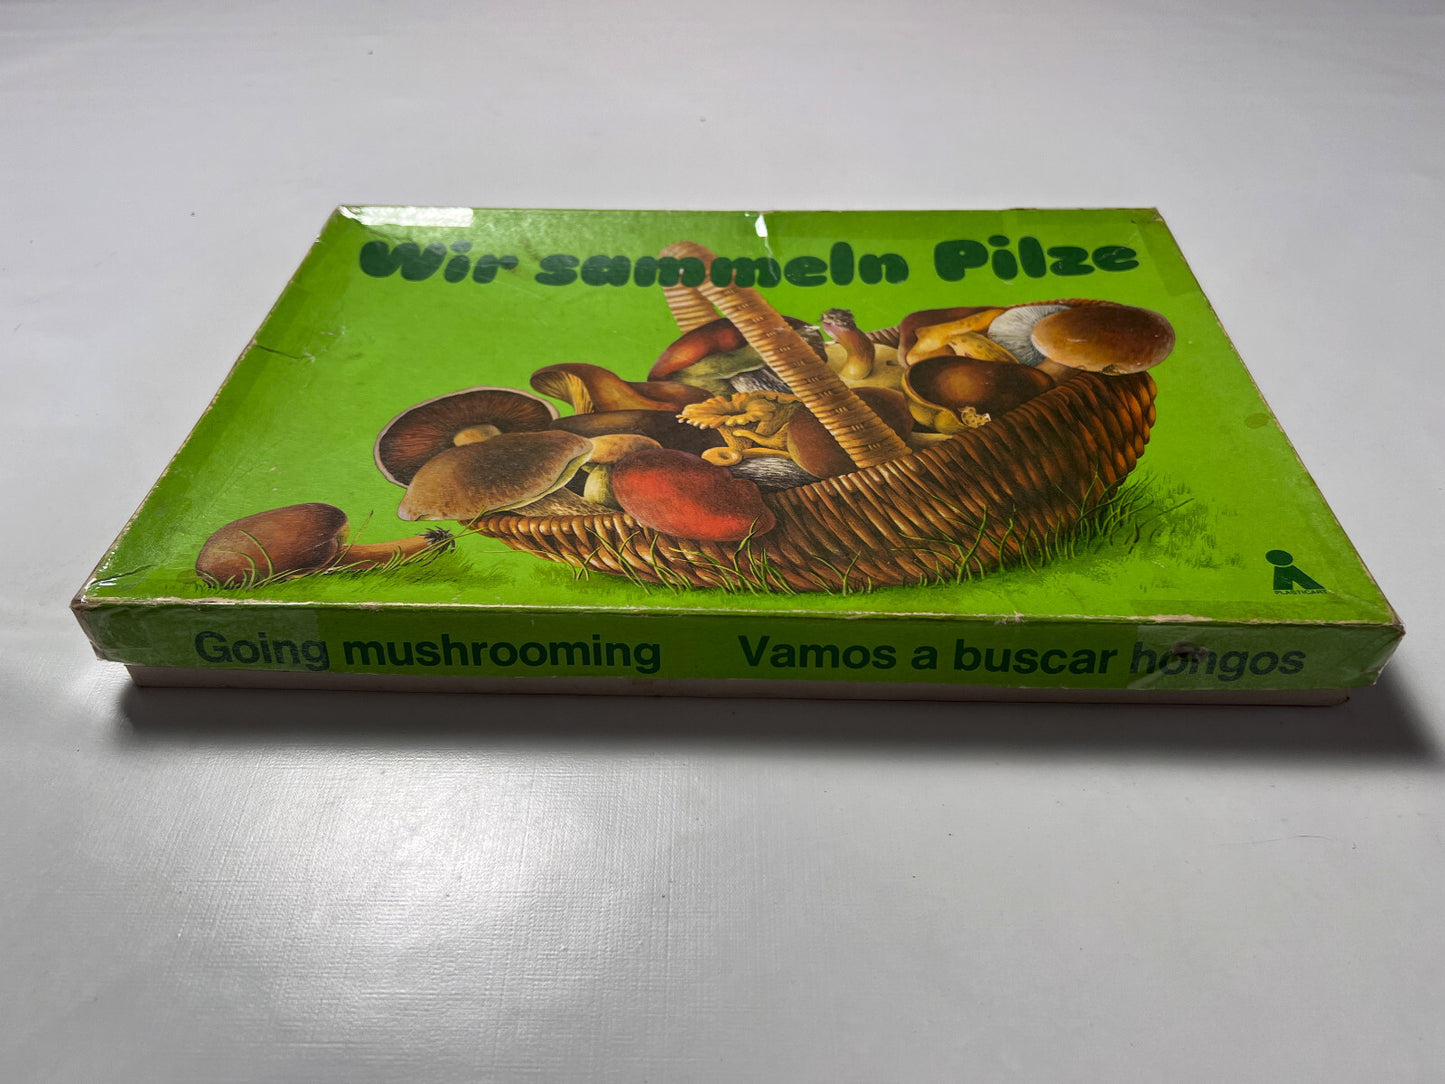 Wir sammeln Pilze
PLASTICART
Going mushrooming Vamos a buscar hongos